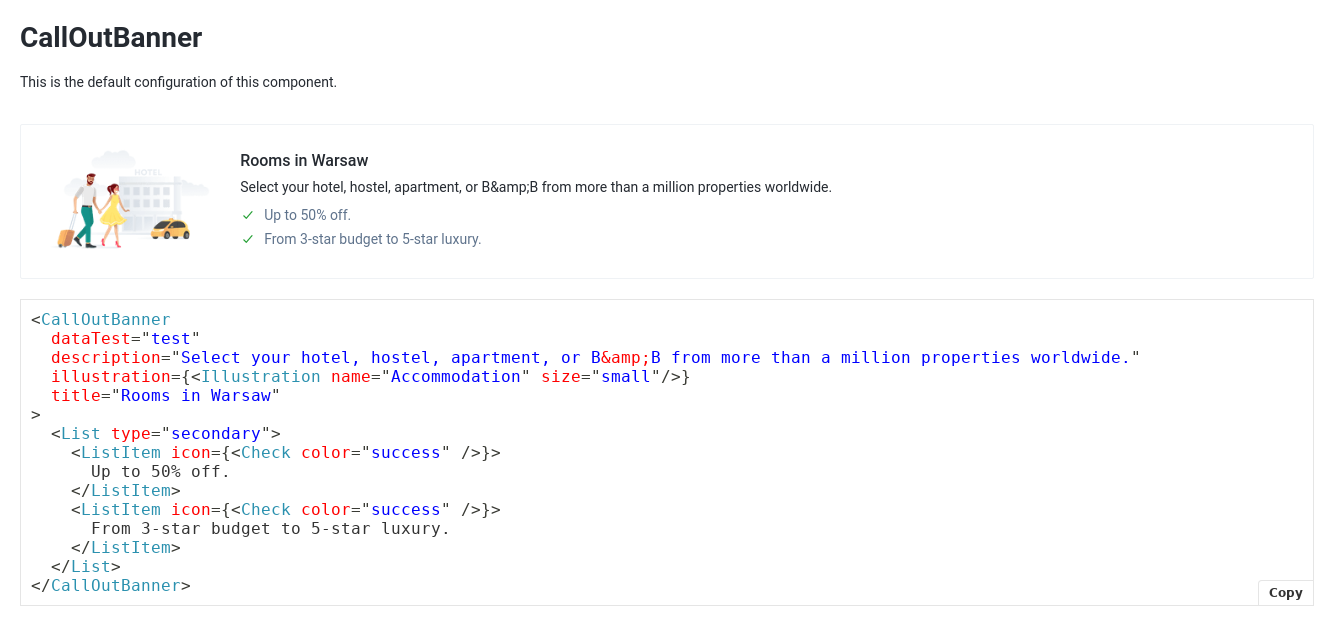 CallOutBanner
This is the default configuration of this component.
HOTEL
Rooms in Warsaw
Select your hotel, hostel, apartment, or B&amp;B from more than a million properties worldwide.
Up to 50% off.
From 3-star budget to 5-star luxury.
<CallOutBanner
  dataTest="test"
  description="Select your hotel, hostel, apartment, or B&amp;B from more than a million properties worldwide."
  illustration={<Illustration name="Accommodation" size="small"/>}
  title="Rooms in Warsaw"
>
  <List type="secondary">
    <ListItem icon={<Check color="success" />}>
      Up to 50% off.
    </ListItem>
    <ListItem icon={<Check color="success" />}>
      From 3-star budget to 5-star luxury.
    </ListItem>
  </List>
</CallOutBanner>
Copy